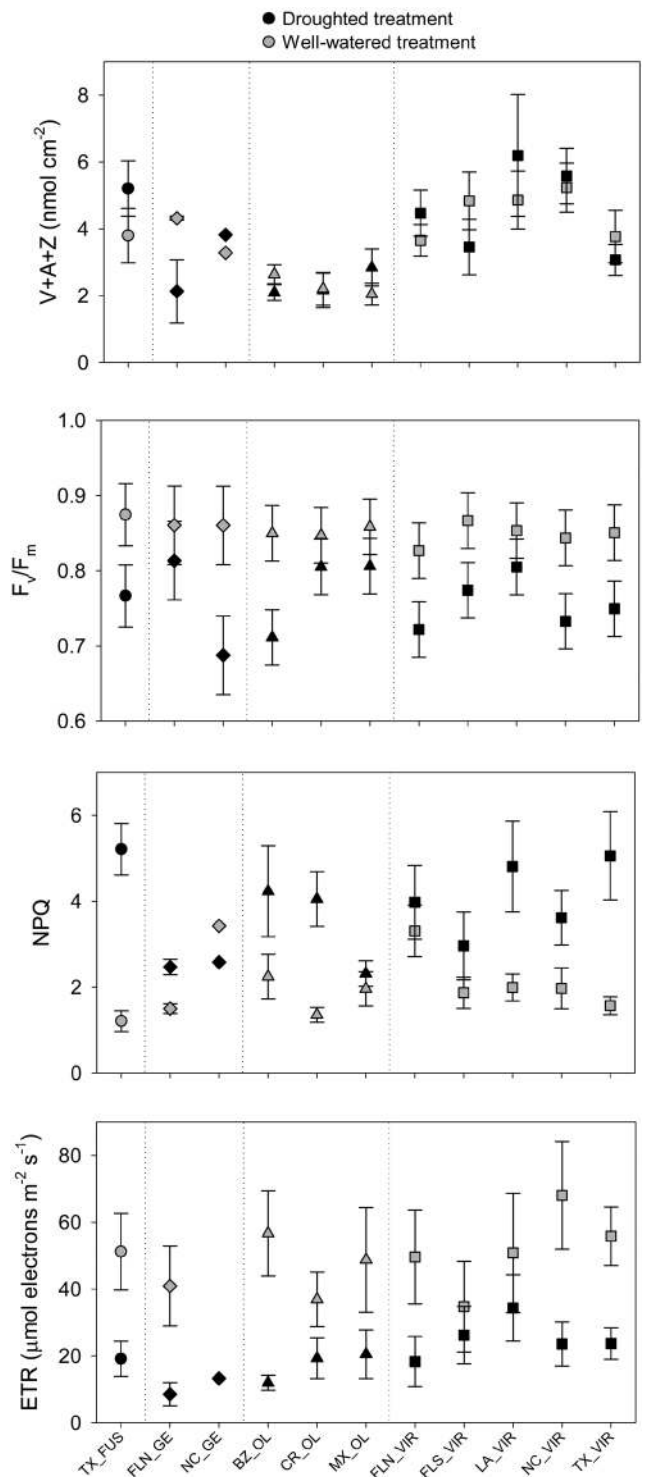 Droughted treatment
Well-watered treatment
V+A+Z (nmol cm⁻²)
8
6
4
2
0
Fᵥ/Fₘ
1.0
0.9
0.8
0.7
0.6
NPQ
6
4
2
0
ETR (μmol electrons m⁻² s⁻¹)
80
60
40
20
0
TX_FUS
FLN_GE
NC_GE
BZ_OL
CR_OL
MX_OL
FLN_VIR
FLS_VIR
LA_VIR
NC_VIR
TX_VIR